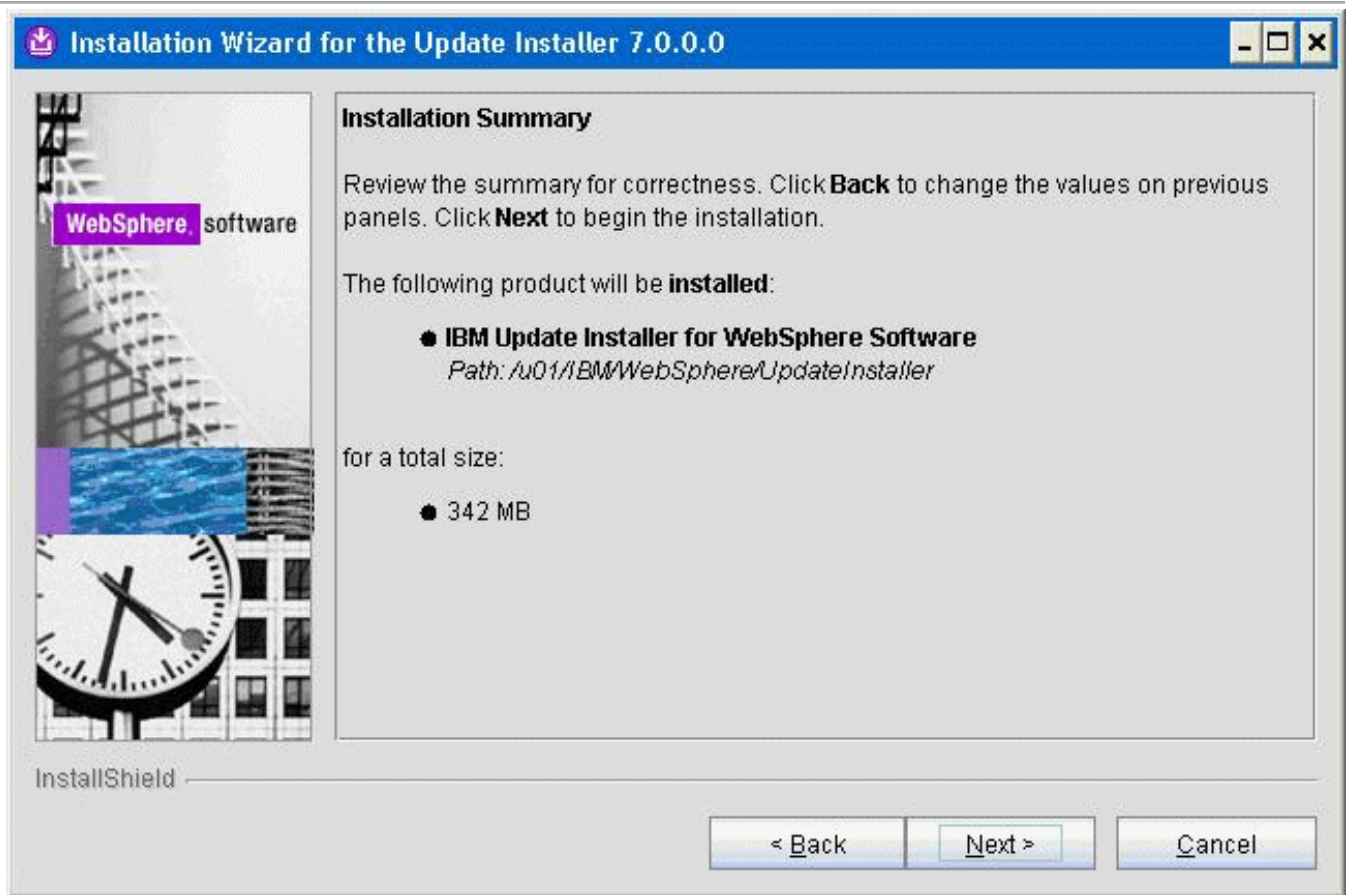 Installation Wizard for the Update Installer 7.0.0.0
Installation Summary
Review the summary for correctness. Click Back to change the values on previous
panels. Click Next to begin the installation.
WebSphere. software
The following product will be installed:
IBM Update Installer for WebSphere Software
Path: /u01/IBM/WebSphere/UpdateInstaller
for a total size:
342 MB
InstallShield
< Back
Next >
Cancel